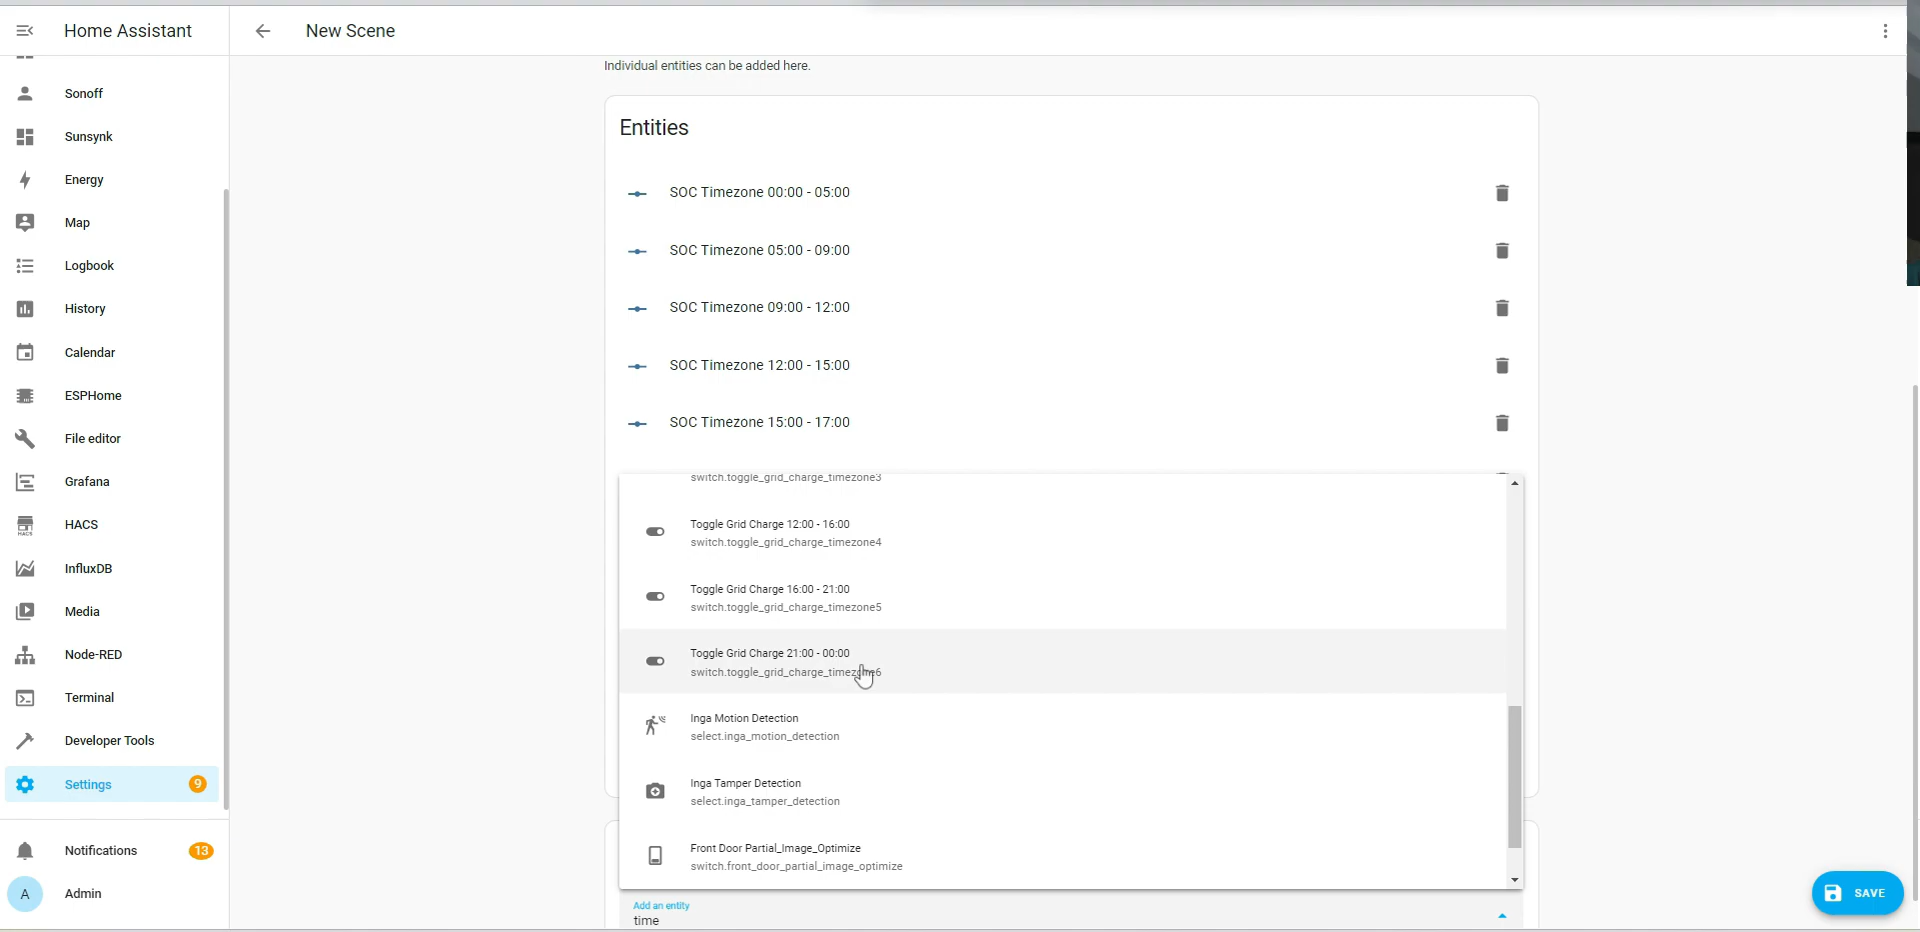 Home Assistant
New Scene
Sonoff
Sunsynk
Energy
Map
Logbook
History
Calendar
ESPHome
File editor
Grafana
HACS
HACS
InfluxDB
Media
Node-RED
Terminal
Developer Tools
Settings
9
Notifications
13
A
Admin
Individual entities can be added here.
Entities
SOC Timezone 00:00 - 05:00
SOC Timezone 05:00 - 09:00
SOC Timezone 09:00 - 12:00
SOC Timezone 12:00 - 15:00
SOC Timezone 15:00 - 17:00
switch.toggle_grid_charge_timezone3
Toggle Grid Charge 12:00 - 16:00
switch.toggle_grid_charge_timezone4
Toggle Grid Charge 16:00 - 21:00
switch.toggle_grid_charge_timezone5
Toggle Grid Charge 21:00 - 00:00
switch.toggle_grid_charge_timezone6
Inga Motion Detection
select.inga_motion_detection
Inga Tamper Detection
select.inga_tamper_detection
Front Door Partial_Image_Optimize
switch.front_door_partial_image_optimize
Add an entity
time
SAVE